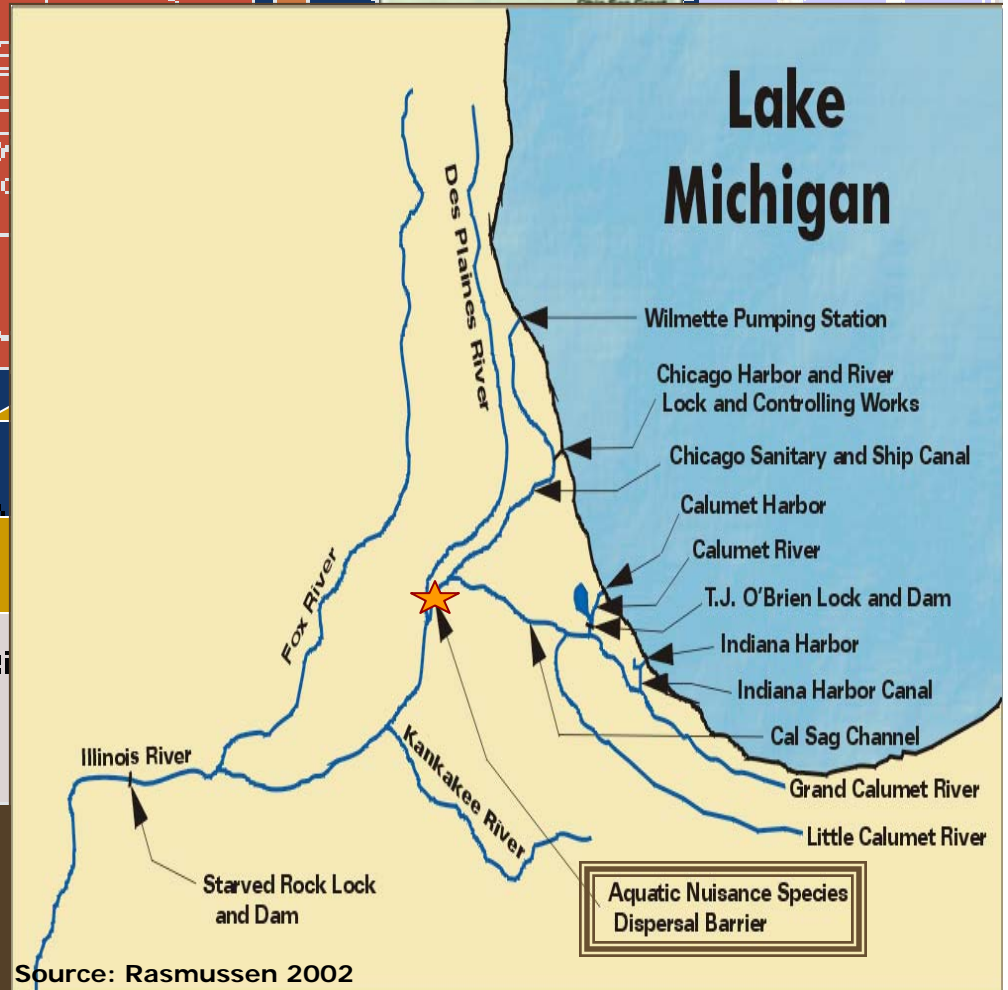 Lake
Michigan
Des Plaines River
Wilmette Pumping Station
Chicago Harbor and River
Lock and Controlling Works
Chicago Sanitary and Ship Canal
Calumet Harbor
Calumet River
T.J. O'Brien Lock and Dam
Fox River
Indiana Harbor
Indiana Harbor Canal
Cal Sag Channel
Illinois River
Kankakee River
Grand Calumet River
Little Calumet River
Starved Rock Lock
and Dam
Aquatic Nuisance Species
Dispersal Barrier
Source: Rasmussen 2002